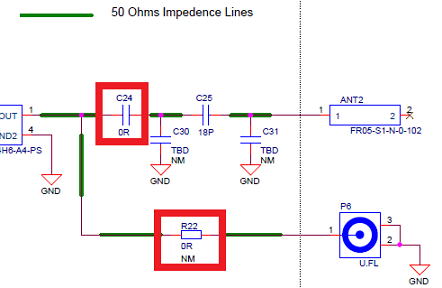 50 Ohms Impedence Lines
C24
0R
C25
18P
C30
TBD
NM
C31
TBD
NM
GND
GND
ANT2
1
2
FR05-S1-N-0-102
1
OUT
1
4
ND2
H6-A4-PS
GND
R22
0R
NM
P6
1
3
2
U.FL
GND